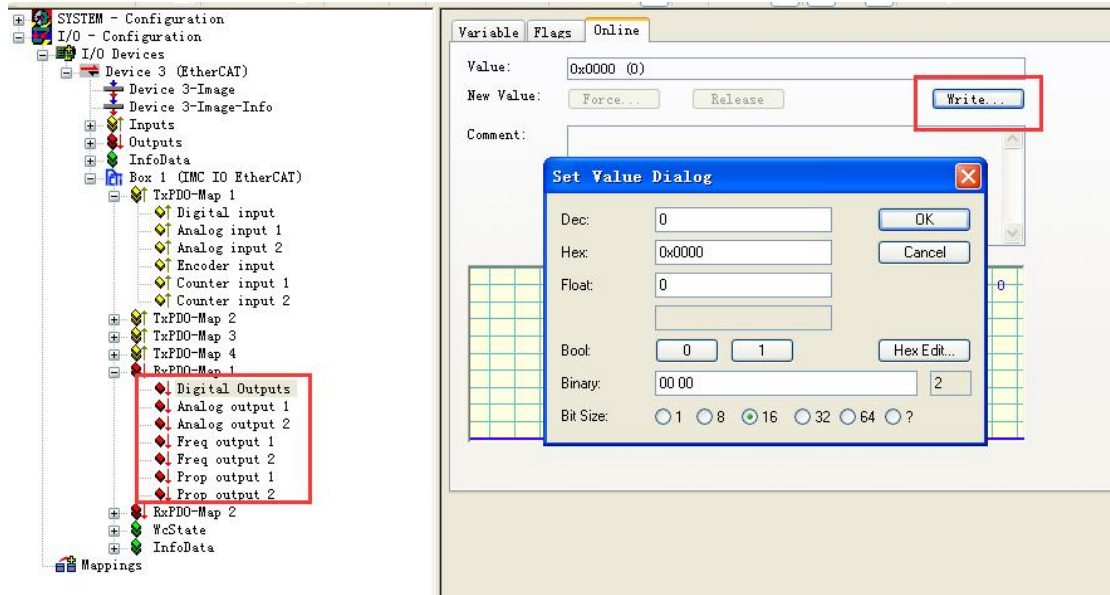 SYSTEM - Configuration
I/O - Configuration
I/O Devices
Device 3 (EtherCAT)
Device 3-Image
Device 3-Image-Info
Inputs
Outputs
InfoData
Box 1 (IMC IO EtherCAT)
TxPDO-Map 1
Digital input
Analog input 1
Analog input 2
Encoder input
Counter input 1
Counter input 2
TxPDO-Map 2
TxPDO-Map 3
TxPDO-Map 4
RxPDO-Map 1
Digital Outputs
Analog output 1
Analog output 2
Freq output 1
Freq output 2
Prop output 1
Prop output 2
RxPDO-Map 2
WcState
InfoData
Mappings
Variable Flags Online
Value: 0x0000 (0)
New Value: Force... Release Write...
Comment:
Set Value Dialog
Dec: 0 OK
Hex: 0x0000 Cancel
Float: 0
0
Bool: 0 1 Hex Edit...
Binary: 00 00 2
Bit Size: 1 8 16 32 64 ?